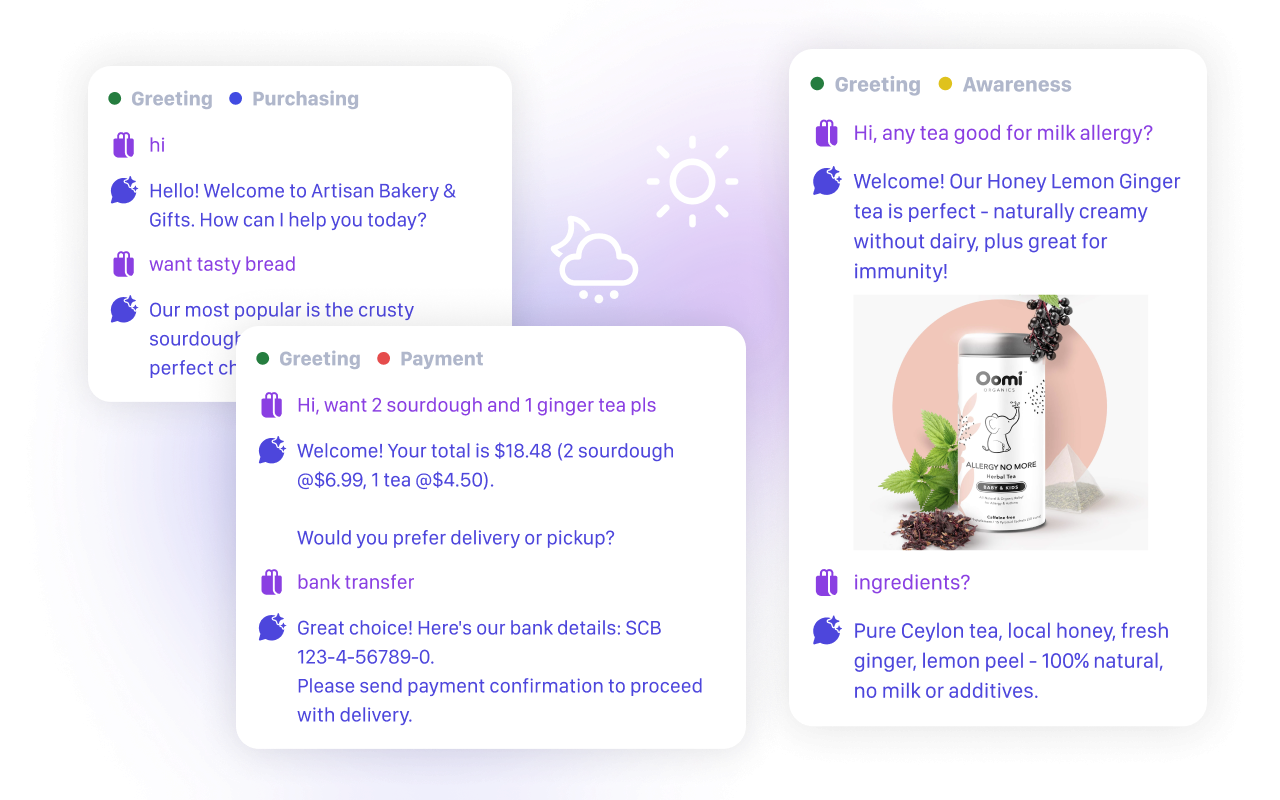 Greeting Purchasing
hi
Hello! Welcome to Artisan Bakery &
Gifts. How can I help you today?
want tasty bread
Our most popular is the crusty
sourdough
perfect ch
Greeting Payment
Hi, want 2 sourdough and 1 ginger tea pls
Welcome! Your total is $18.48 (2 sourdough
@$6.99, 1 tea @$4.50).
Would you prefer delivery or pickup?
bank transfer
Great choice! Here's our bank details: SCB
123-4-56789-0.
Please send payment confirmation to proceed
with delivery.
Greeting Awareness
Hi, any tea good for milk allergy?
Welcome! Our Honey Lemon Ginger
tea is perfect - naturally creamy
without dairy, plus great for
immunity!
Oomi
ORGANICS
ALLERGY NO MORE
Herbal Tea
BABY & KIDS
Caffeine free
ingredients?
Pure Ceylon tea, local honey, fresh
ginger, lemon peel - 100% natural,
no milk or additives.